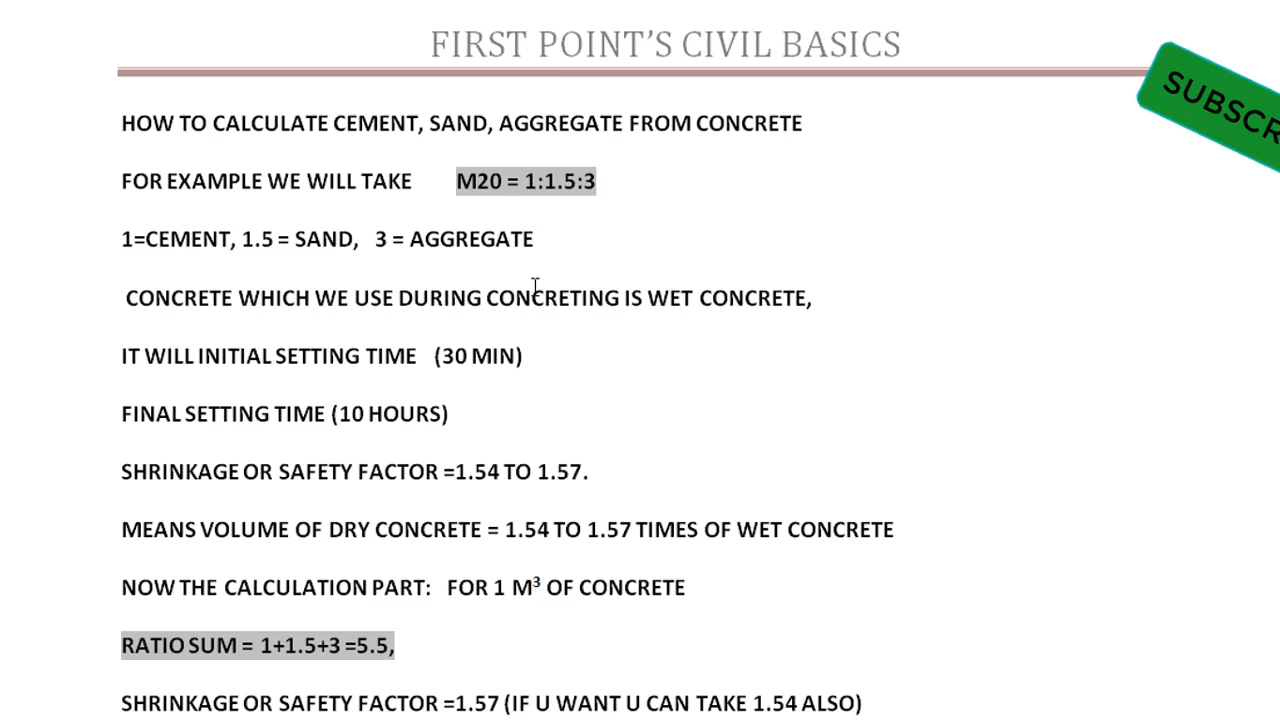 FIRST POINT’S CIVIL BASICS
SUBSCR
HOW TO CALCULATE CEMENT, SAND, AGGREGATE FROM CONCRETE
FOR EXAMPLE WE WILL TAKE M20 = 1:1.5:3
1=CEMENT, 1.5 = SAND, 3 = AGGREGATE
CONCRETE WHICH WE USE DURING CONCRETING IS WET CONCRETE,
IT WILL INITIAL SETTING TIME (30 MIN)
FINAL SETTING TIME (10 HOURS)
SHRINKAGE OR SAFETY FACTOR =1.54 TO 1.57.
MEANS VOLUME OF DRY CONCRETE = 1.54 TO 1.57 TIMES OF WET CONCRETE
NOW THE CALCULATION PART: FOR 1 M³ OF CONCRETE
RATIO SUM = 1+1.5+3 =5.5,
SHRINKAGE OR SAFETY FACTOR =1.57 (IF U WANT U CAN TAKE 1.54 ALSO)